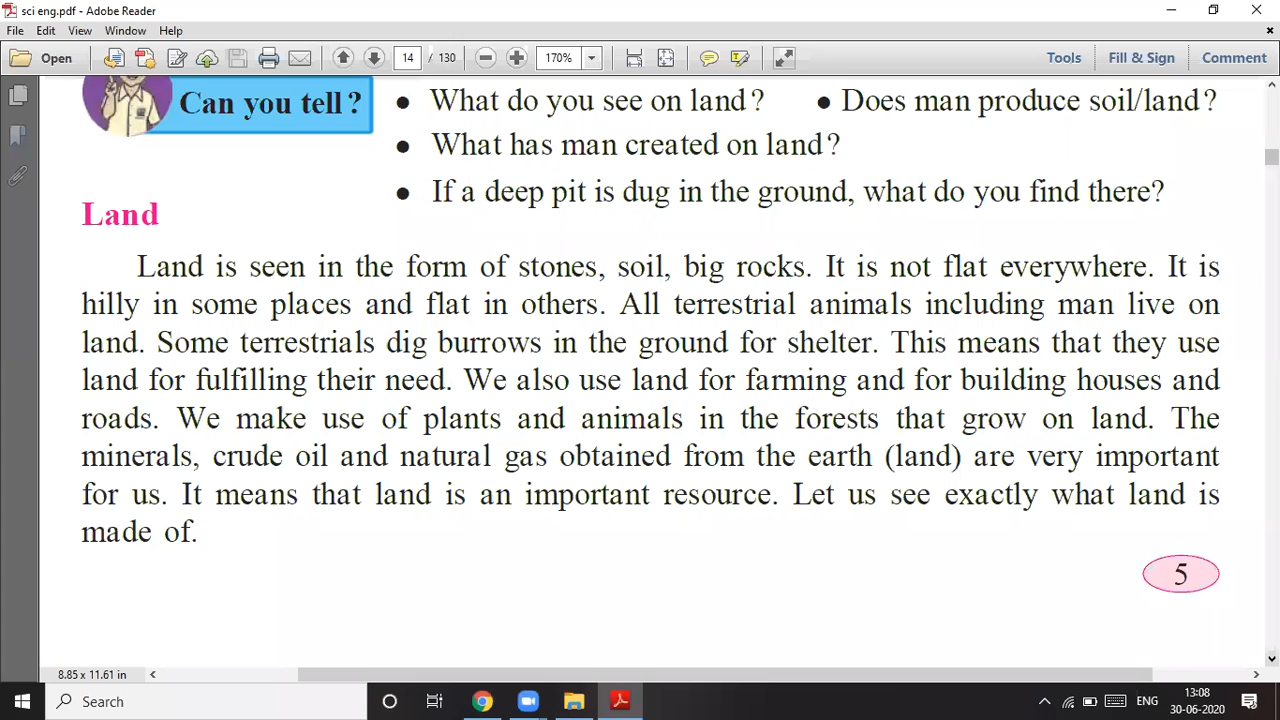 sci eng.pdf - Adobe Reader
File Edit View Window Help
Open 14 / 130 170% Tools Fill & Sign Comment
Can you tell?
• What do you see on land? • Does man produce soil/land?
• What has man created on land?
• If a deep pit is dug in the ground, what do you find there?
Land
Land is seen in the form of stones, soil, big rocks. It is not flat everywhere. It is
hilly in some places and flat in others. All terrestrial animals including man live on
land. Some terrestrials dig burrows in the ground for shelter. This means that they use
land for fulfilling their need. We also use land for farming and for building houses and
roads. We make use of plants and animals in the forests that grow on land. The
minerals, crude oil and natural gas obtained from the earth (land) are very important
for us. It means that land is an important resource. Let us see exactly what land is
made of.
5
8.85 x 11.61 in
Search ENG 13:08
30-06-2020